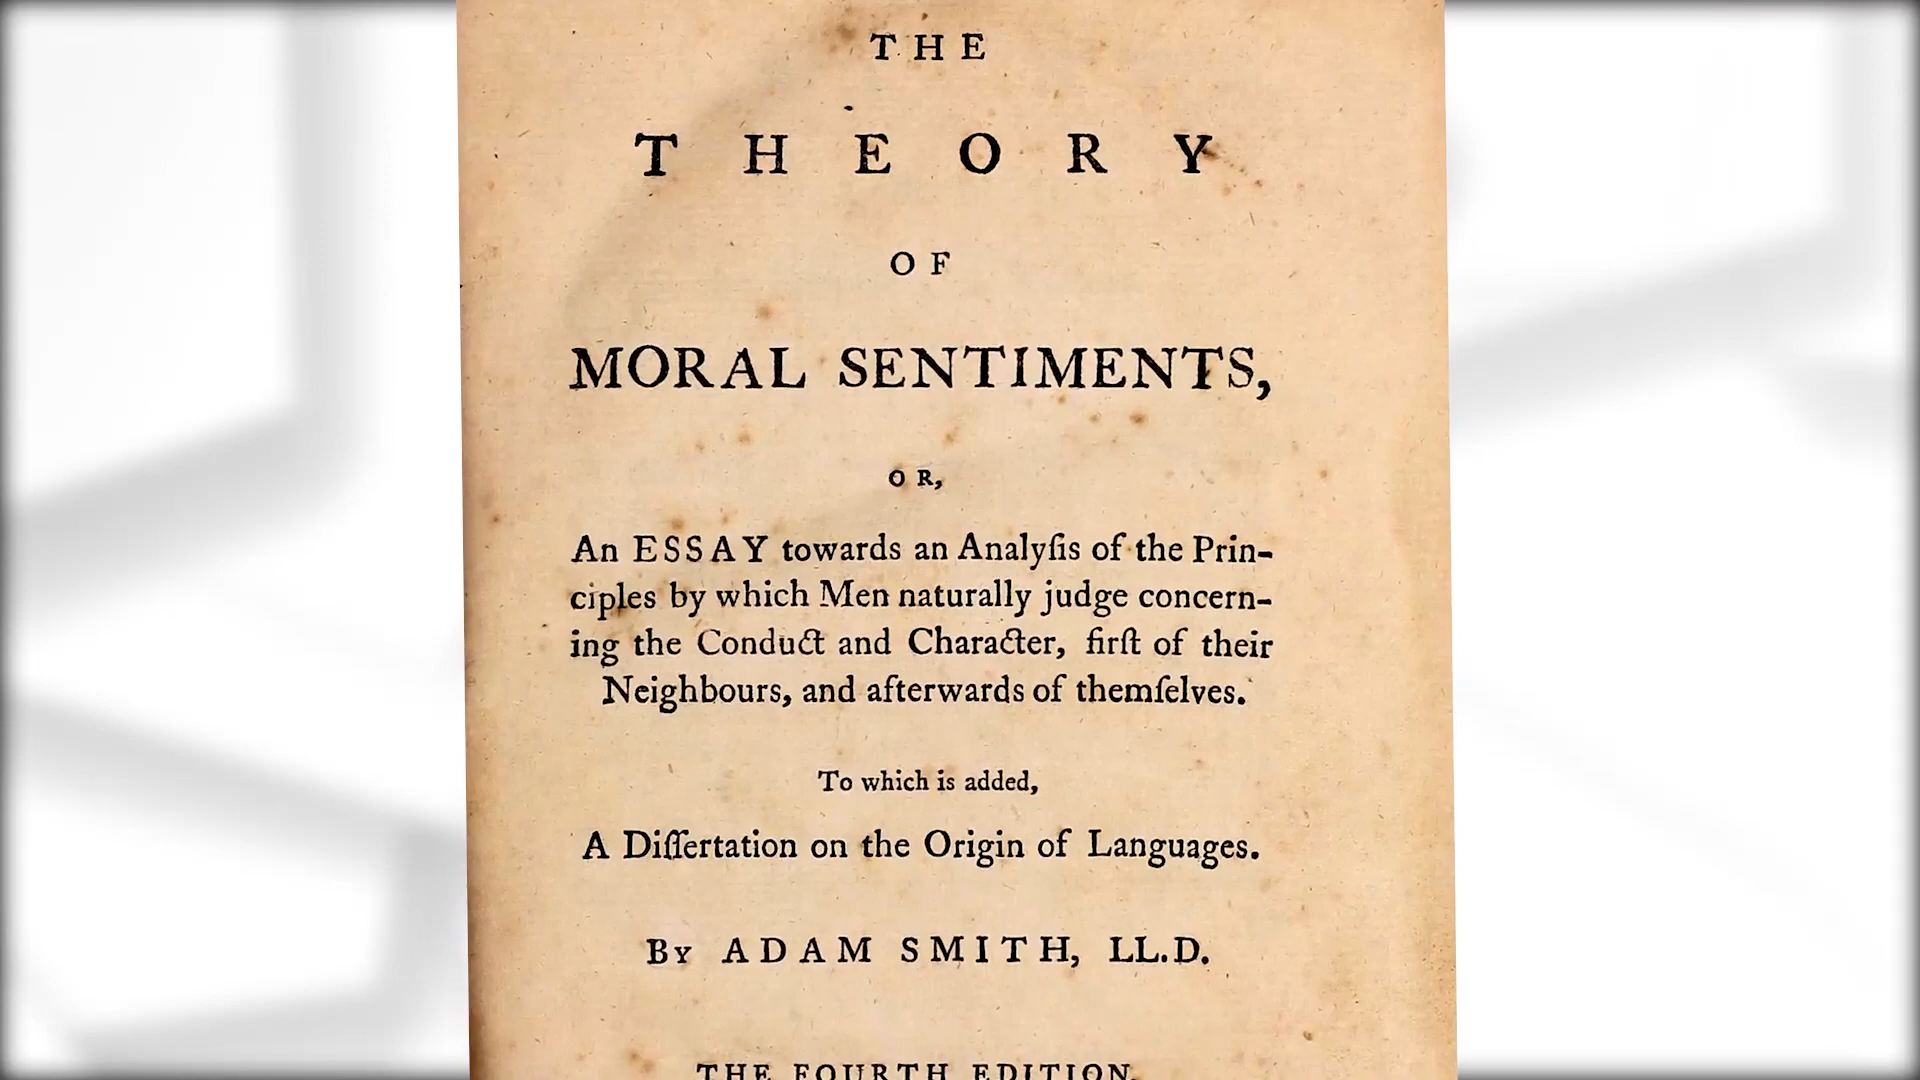 THE
THEORY
OF
MORAL SENTIMENTS,
OR,
An ESSAY towards an Analyſis of the Prin-
ciples by which Men naturally judge concern-
ing the Conduct and Character, firſt of their
Neighbours, and afterwards of themſelves.
To which is added,
A Diſſertation on the Origin of Languages.
By ADAM SMITH, LL.D.
THE FOURTH EDITION.